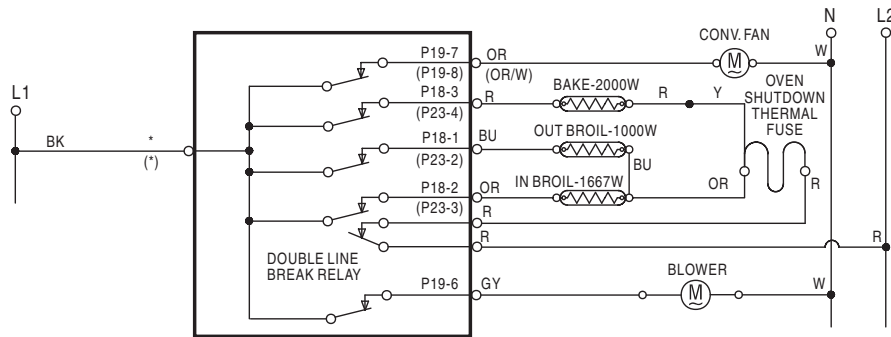 N
L2
CONV. FAN
P19-7
OR
W
(P19-8)
(OR/W)
M
~
L1
P18-3
R
BAKE-2000W
R
Y
OVEN
SHUTDOWN
THERMAL
FUSE
(P23-4)
BK
*
(*)
P18-1
BU
OUT BROIL-1000W
(P23-2)
BU
P18-2
OR
IN BROIL-1667W
OR
R
(P23-3)
R
R
R
DOUBLE LINE
BREAK RELAY
BLOWER
P19-6
GY
M
~
W